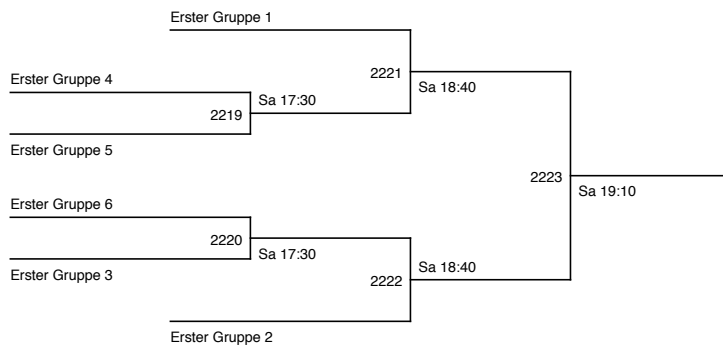 Erster Gruppe 1
2221
Sa 18:40
Erster Gruppe 4
Sa 17:30
2219
Erster Gruppe 5
2223
Sa 19:10
Erster Gruppe 6
2220
Sa 17:30
Erster Gruppe 3
Sa 18:40
2222
Erster Gruppe 2